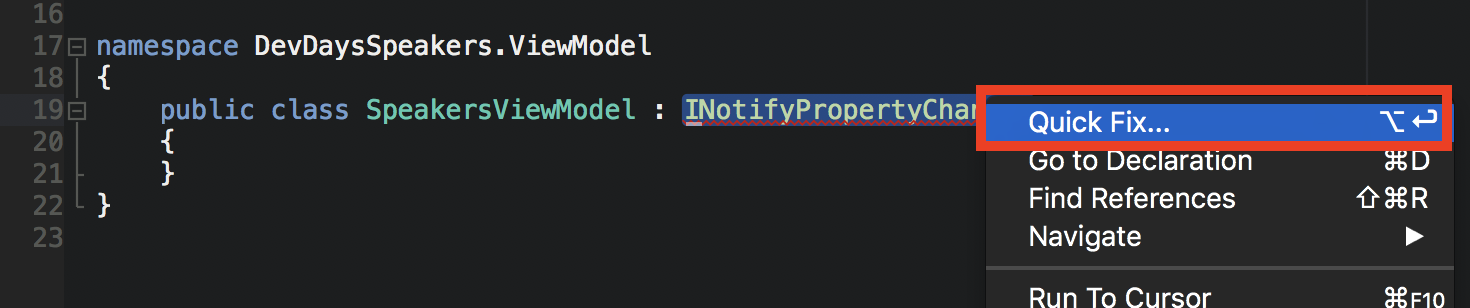 16
17 namespace DevDaysSpeakers.ViewModel
18 {
19 public class SpeakersViewModel : INotifyPropertyChan
20 {
21 }
22 }
23
Quick Fix... ⌥↩
Go to Declaration ⌘D
Find References ⇧⌘R
Navigate ▶
Run To Cursor ⌘F10